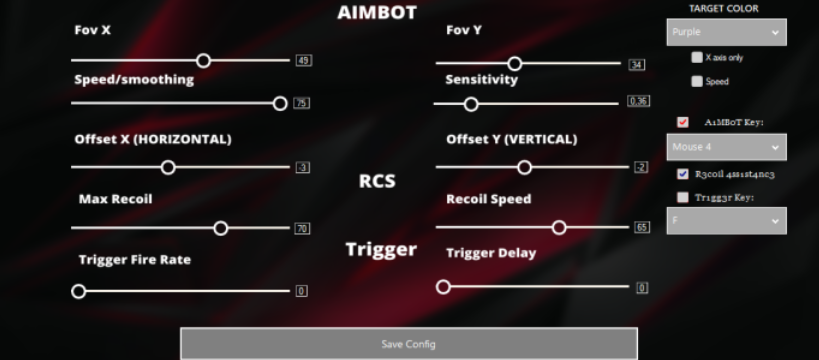 AIMBOT
TARGET COLOR
Fov X
Fov Y
Purple
49
34
X axis only
Speed/smoothing
Sensitivity
Speed
75
0.36
A1MB0T Key:
Offset X (HORIZONTAL)
Offset Y (VERTICAL)
Mouse 4
-3
-2
RCS
R3coil 4ss1st4nc3
Max Recoil
Recoil Speed
Tr1gg3r Key:
70
65
F
Trigger
Trigger Fire Rate
Trigger Delay
0
0
Save Config